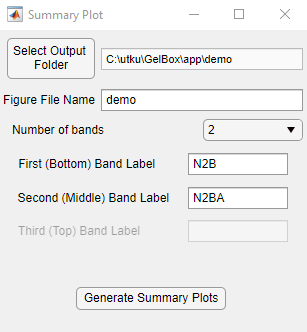 Summary Plot
Select Output Folder
C:\utku\GelBox\app\demo
Figure File Name demo
Number of bands 2
First (Bottom) Band Label N2B
Second (Middle) Band Label N2BA
Third (Top) Band Label
Generate Summary Plots